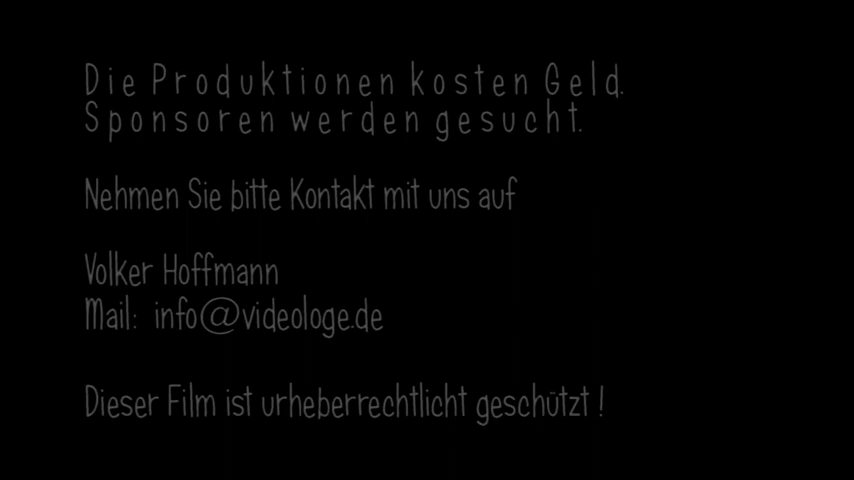 Die Produktionen kosten Geld.
Sponsoren werden gesucht.
Nehmen Sie bitte Kontakt mit uns auf
Volker Hoffmann
Mail: info@videologe.de
Dieser Film ist urheberrechtlicht geschützt !